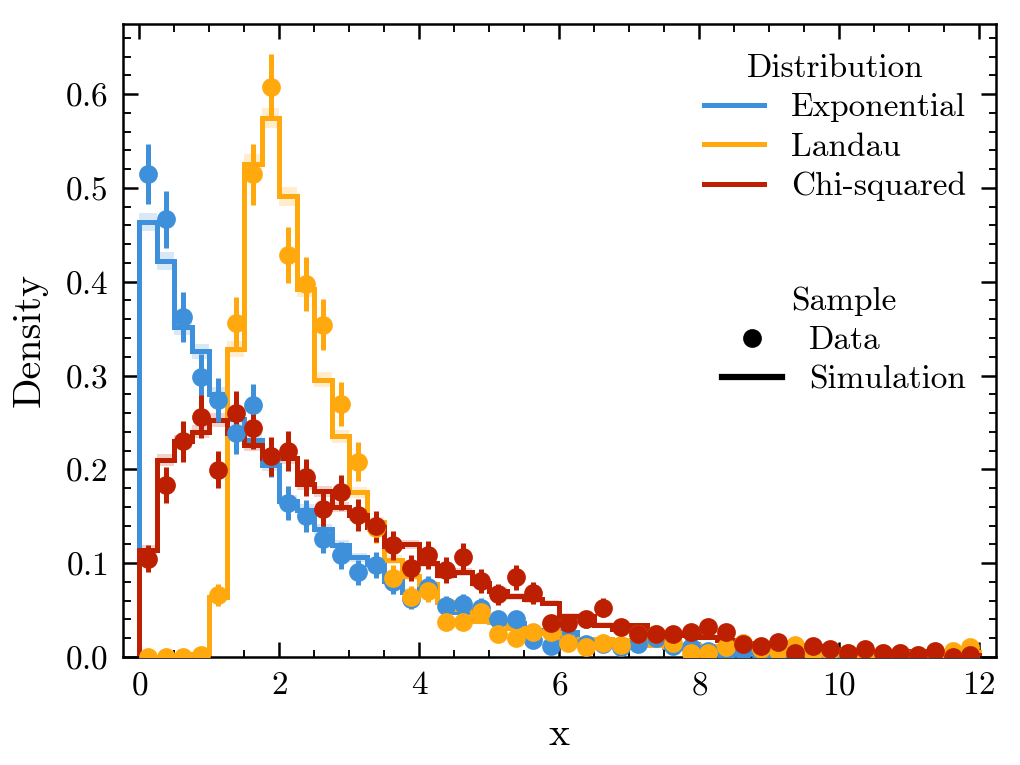 Distribution
Exponential
Landau
Chi-squared
Sample
Data
Simulation
Density
0.6
0.5
0.4
0.3
0.2
0.1
0.0
0 2 4 6 8 10 12
x